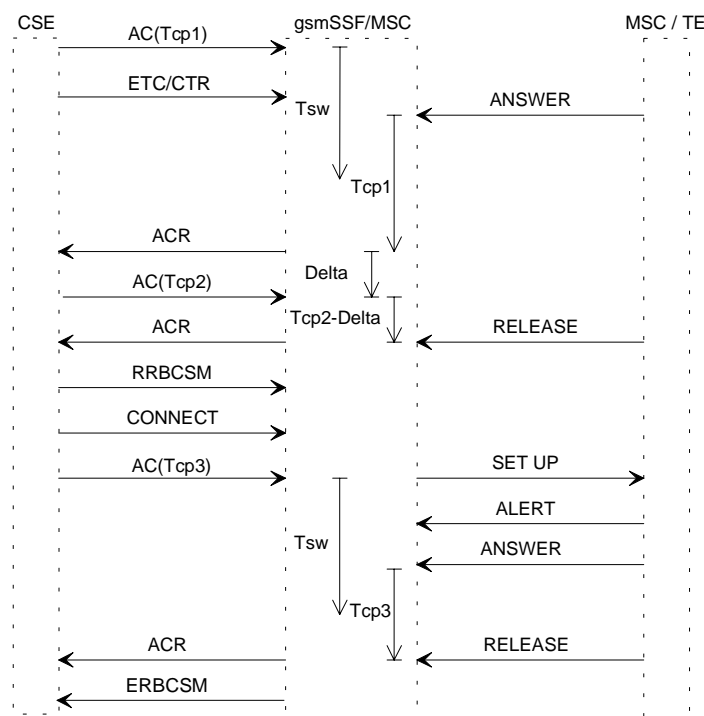 CSE gsmSSF/MSC MSC / TE
AC(Tcp1)
ETC/CTR
Tsw
ANSWER
Tcp1
ACR
Delta
AC(Tcp2)
Tcp2-Delta
ACR
RELEASE
RRBCSM
CONNECT
AC(Tcp3)
SET UP
ALERT
Tsw
ANSWER
Tcp3
ACR
RELEASE
ERBCSM